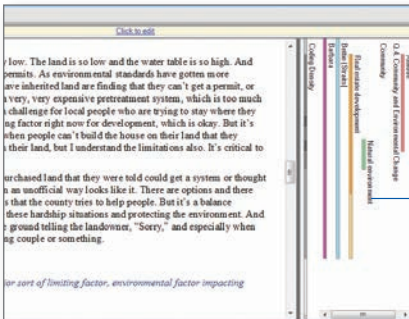 Click to edit
low. The land is so low and the water table is so high. And
permits. As environmental standards have gotten more
ave inherited land are finding that they can't get a permit, or
very, very expensive pretreatment system, which is too much
challenge for local people who are trying to stay where they
ng factor right now for development, which is okay. But it's
when people can't build the house on their land that they
their land, but I understand the limitations also. It's critical to
urchased land that they were told could get a system or thought
an unofficial way looks like it. There are options and there
s that the county tries to help people. But it's a balance
these hardship situations and protecting the environment. And
ground telling the landowner, "Sorry," and especially when
ng couple or something.
ior sort of limiting factor, environmental factor impacting
Q.4. Community and Environmental Change
Community
Natural environment
Real estate development
Bettie (Straits)
Barbara
Coding Density